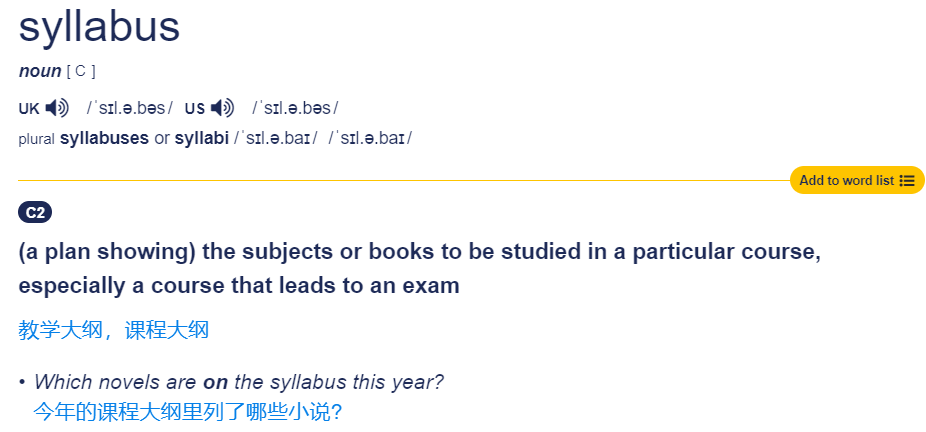 syllabus
noun [ C ]
UK /ˈsɪl.ə.bəs/ US /ˈsɪl.ə.bəs/
plural syllabuses or syllabi /ˈsɪl.ə.baɪ/ /ˈsɪl.ə.baɪ/
Add to word list
C2
(a plan showing) the subjects or books to be studied in a particular course,
especially a course that leads to an exam
教学大纲，课程大纲
• Which novels are on the syllabus this year?
今年的课程大纲里列了哪些小说?